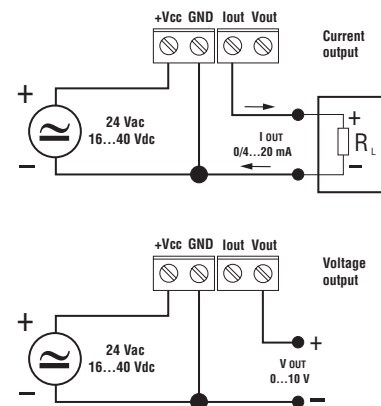 +Vcc GND Iout Vout
Current
output
+
24 Vac
16...40 Vdc
–
I OUT
0/4...20 mA
+
RL
–
+Vcc GND Iout Vout
Voltage
output
+
24 Vac
16...40 Vdc
–
+
V OUT
0...10 V
–